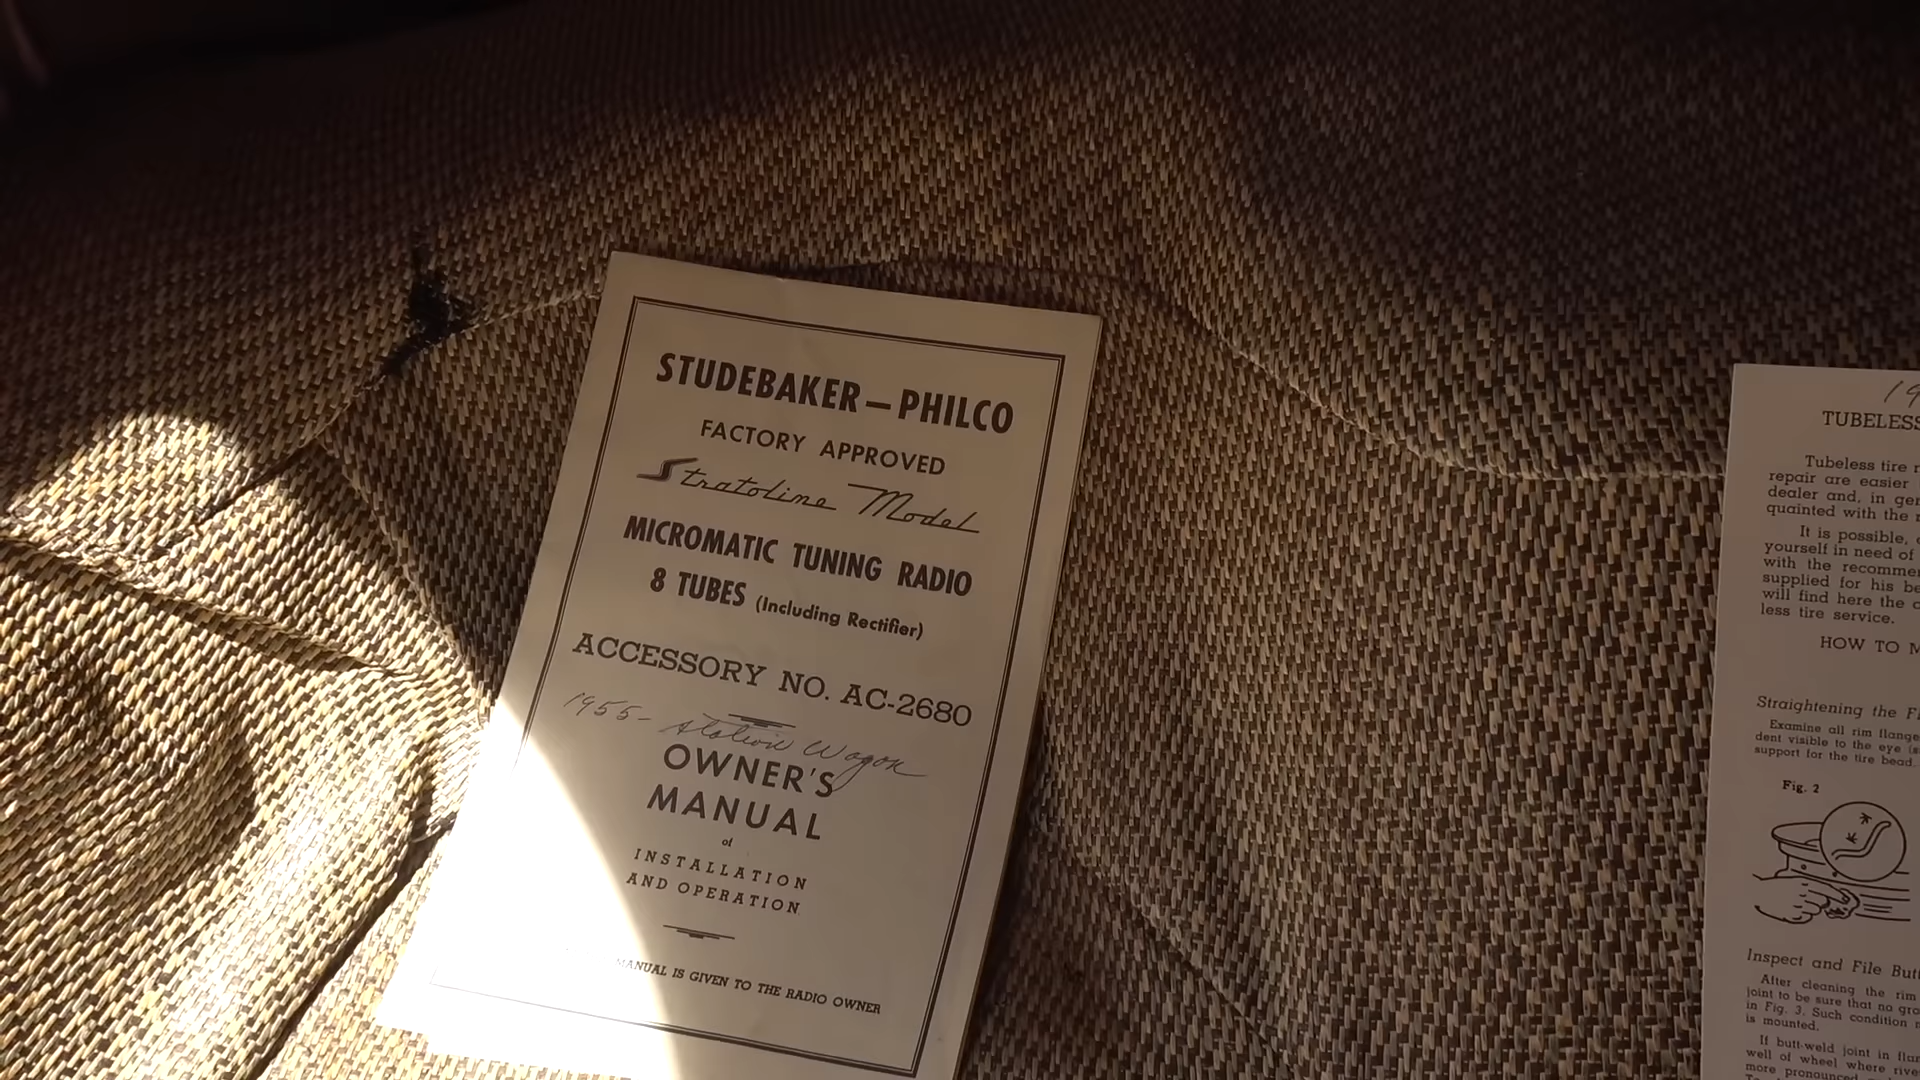 STUDEBAKER—PHILCO
FACTORY APPROVED
Stratoline Model
MICROMATIC TUNING RADIO
8 TUBES (Including Rectifier)
ACCESSORY NO. AC-2680
1955- Station Wagon
OWNER'S
MANUAL
of
INSTALLATION
AND OPERATION
MANUAL IS GIVEN TO THE RADIO OWNER
19
TUBELESS
Tubeless tire
repair are easier
dealer and, in
quainted with the
It is possible,
yourself in need of
with the
supplied for his
will find here the
less tire service.
HOW TO
Straightening the
Examine all rim
dent visible to the eye
support for the tire bead.
Fig. 2
Inspect and File
After cleaning the rim
joint to be sure that no
in Fig. 3. Such condition
is mounted.
If butt-weld joint in
well of wheel where
more pronounced